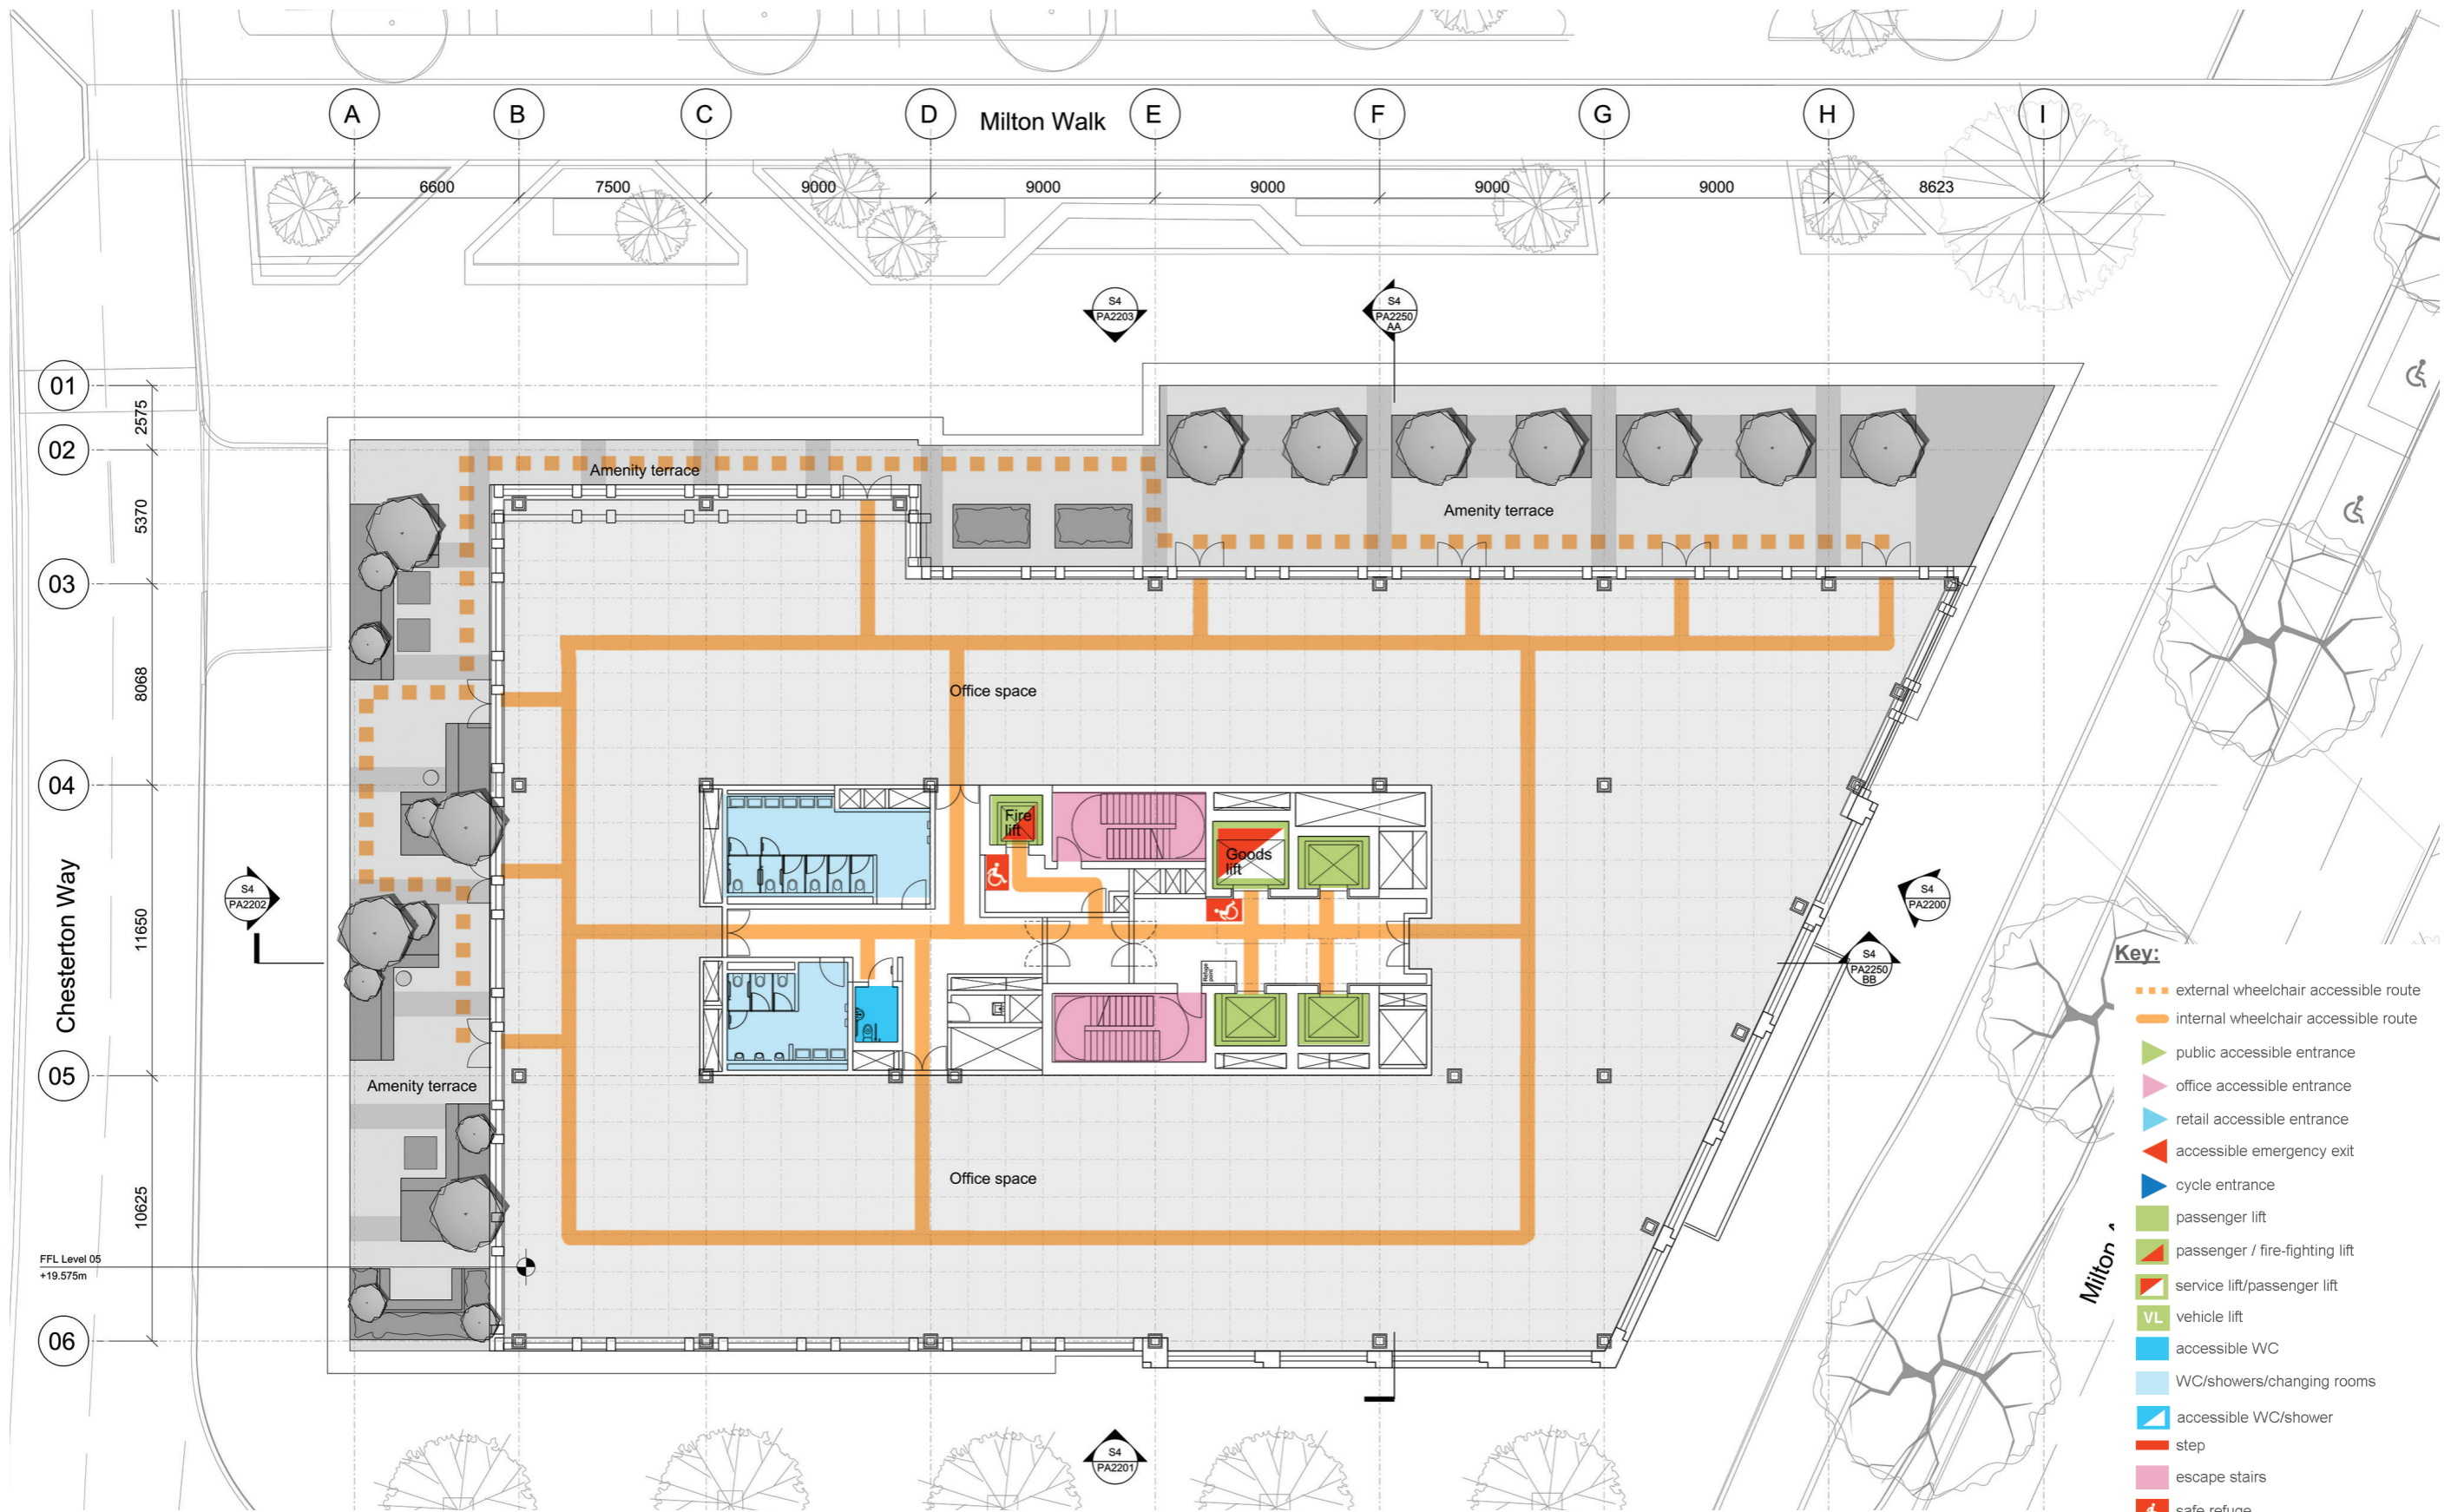 A
B
C
D
Milton Walk
E
F
G
H
I
6600
7500
9000
9000
9000
9000
9000
8623
S4
PA2203
S4
PA2250
AA
01
02
03
04
05
06
2575
5370
8068
11650
10625
Amenity terrace
Amenity terrace
Office space
Fire
lift
Goods
lift
Chesterton Way
S4
PA2202
S4
PA2200
S4
PA2250
BB
Refuge
point
Amenity terrace
Office space
FFL Level 05
+19.575m
S4
PA2201
Milton
Key:
external wheelchair accessible route
internal wheelchair accessible route
public accessible entrance
office accessible entrance
retail accessible entrance
accessible emergency exit
cycle entrance
passenger lift
passenger / fire-fighting lift
service lift/passenger lift
VL vehicle lift
accessible WC
WC/showers/changing rooms
accessible WC/shower
step
escape stairs
safe refuge